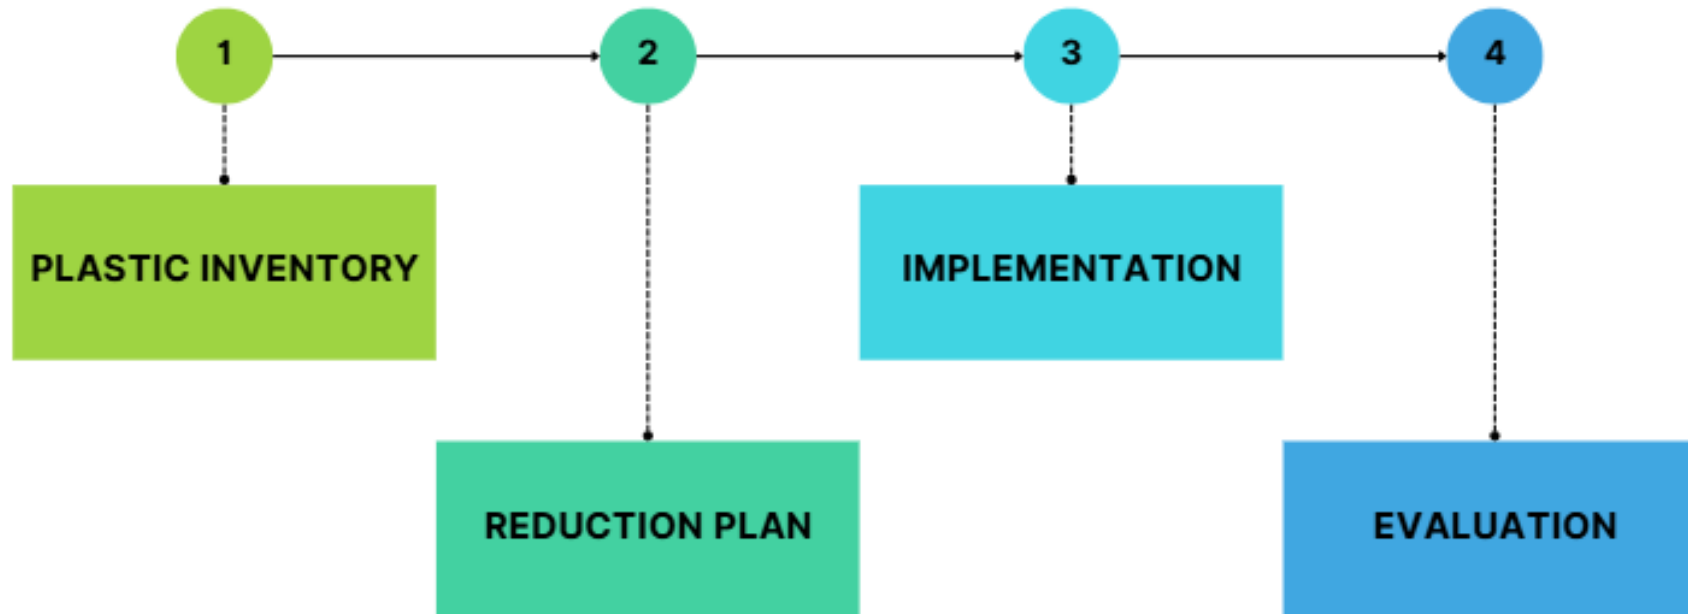 1
2
3
4
PLASTIC INVENTORY
IMPLEMENTATION
REDUCTION PLAN
EVALUATION